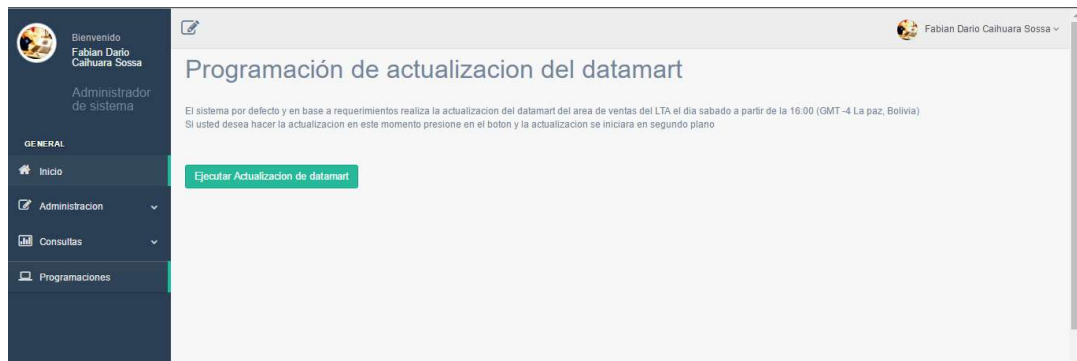 Bienvenido
Fabian Dario
Caihuara Sossa
Administrador
de sistema
GENERAL
Inicio
Administracion
Consultas
Programaciones
Fabian Dario Caihuara Sossa
Programación de actualizacion del datamart
El sistema por defecto y en base a requerimientos realiza la actualizacion del datamart del area de ventas del LTA el dia sabado a partir de la 16:00 (GMT -4 La paz, Bolivia)
Si usted desea hacer la actualizacion en este momento presione en el boton y la actualizacion se iniciara en segundo plano
Ejecutar Actualizacion de datamart